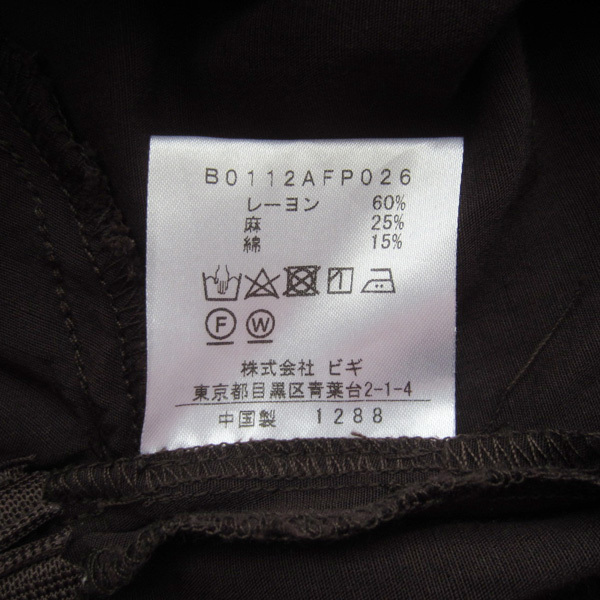 B0112AFP026
レーヨン 60%
麻 25%
綿 15%
F W
株式会社 ビギ
東京都目黒区青葉台2-1-4
中国製 1288